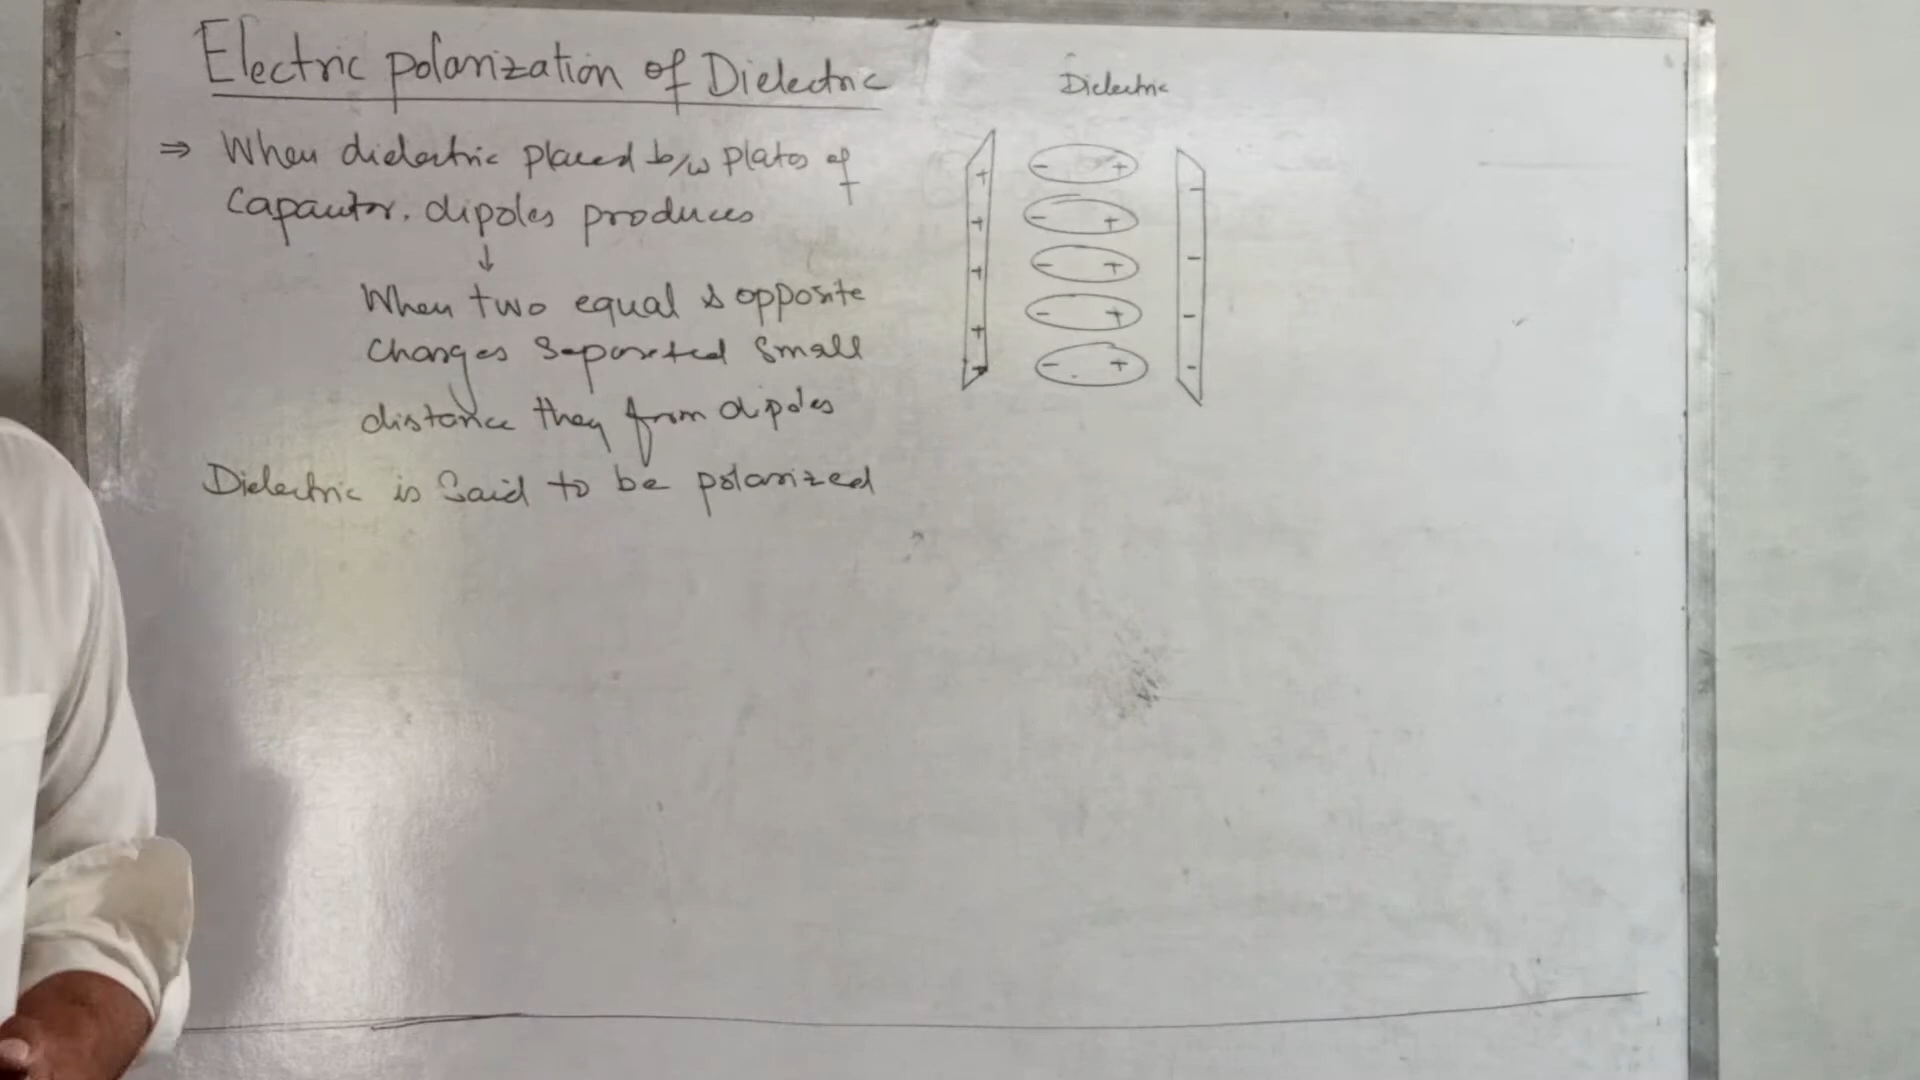 Electric polarization of Dielectric
⇒ When dielectric placed b/w plates of
Capacitor. dipoles produces
↓
When two equal & opposite
Charges Separeted Small
distance they from dipoles
Dielectric is Said to be polarized
Dielectric
+ - + -
+ - + -
+ - + -
+ - + -
+ - + -